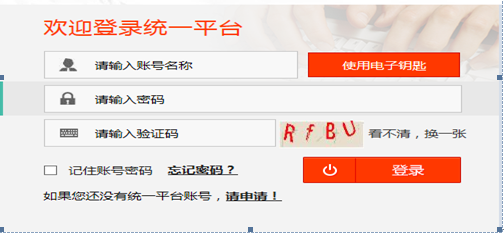 欢迎登录统一平台
请输入账号名称 使用电子钥匙
请输入密码
请输入验证码 RfBU 看不清，换一张
记住账号密码 忘记密码？ 登录
如果您还没有统一平台账号，请申请！